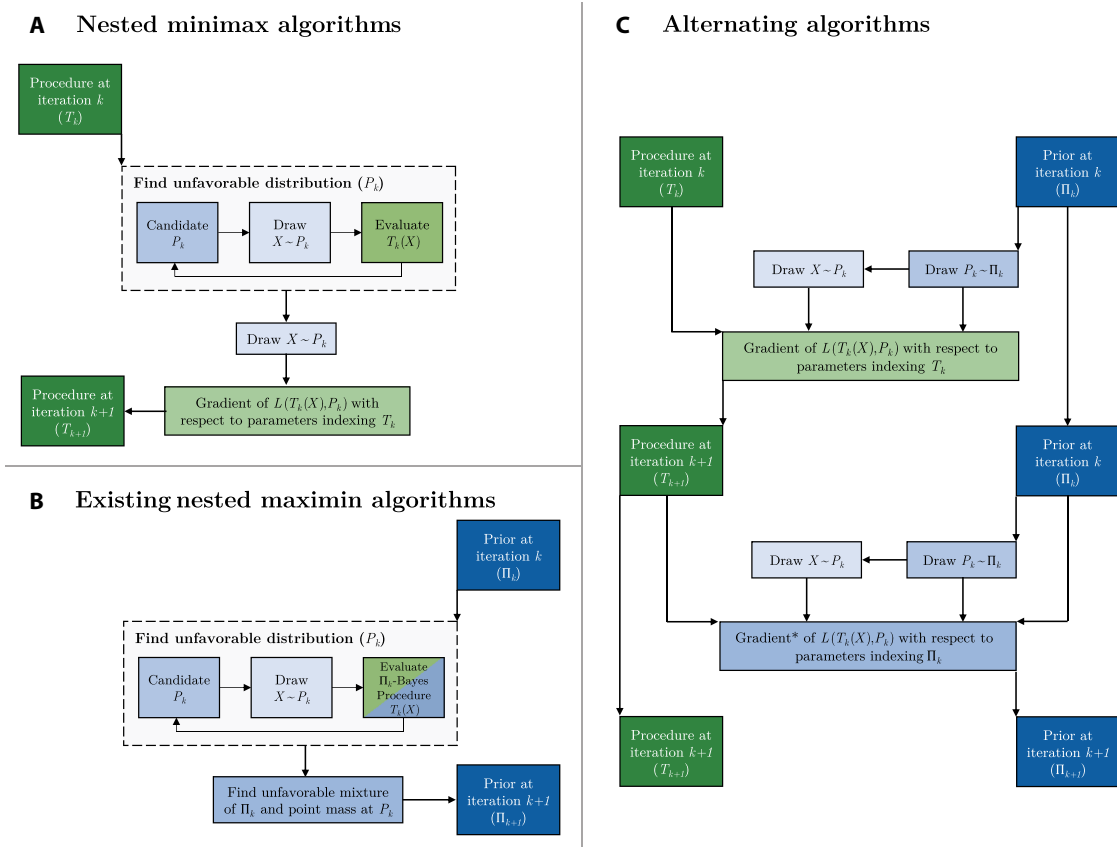 A Nested minimax algorithms
Procedure at
iteration k
(T_k)
Find unfavorable distribution (P_k)
Candidate
P_k
Draw
X ~ P_k
Evaluate
T_k(X)
Draw X ~ P_k
Gradient of L(T_k(X),P_k) with
respect to parameters indexing T_k
Procedure at
iteration k+1
(T_{k+1})
B Existing nested maximin algorithms
Prior at
iteration k
(Π_k)
Find unfavorable distribution (P_k)
Candidate
P_k
Draw
X ~ P_k
Evaluate
Π_k-Bayes
Procedure
T_k(X)
Find unfavorable mixture
of Π_k and point mass at P_k
Prior at
iteration k+1
(Π_{k+1})
C Alternating algorithms
Procedure at
iteration k
(T_k)
Prior at
iteration k
(Π_k)
Draw X ~ P_k
Draw P_k ~ Π_k
Gradient of L(T_k(X),P_k) with respect to
parameters indexing T_k
Procedure at
iteration k+1
(T_{k+1})
Prior at
iteration k
(Π_k)
Draw X ~ P_k
Draw P_k ~ Π_k
Gradient* of L(T_k(X),P_k) with respect to
parameters indexing Π_k
Procedure at
iteration k+1
(T_{k+1})
Prior at
iteration k+1
(Π_{k+1})